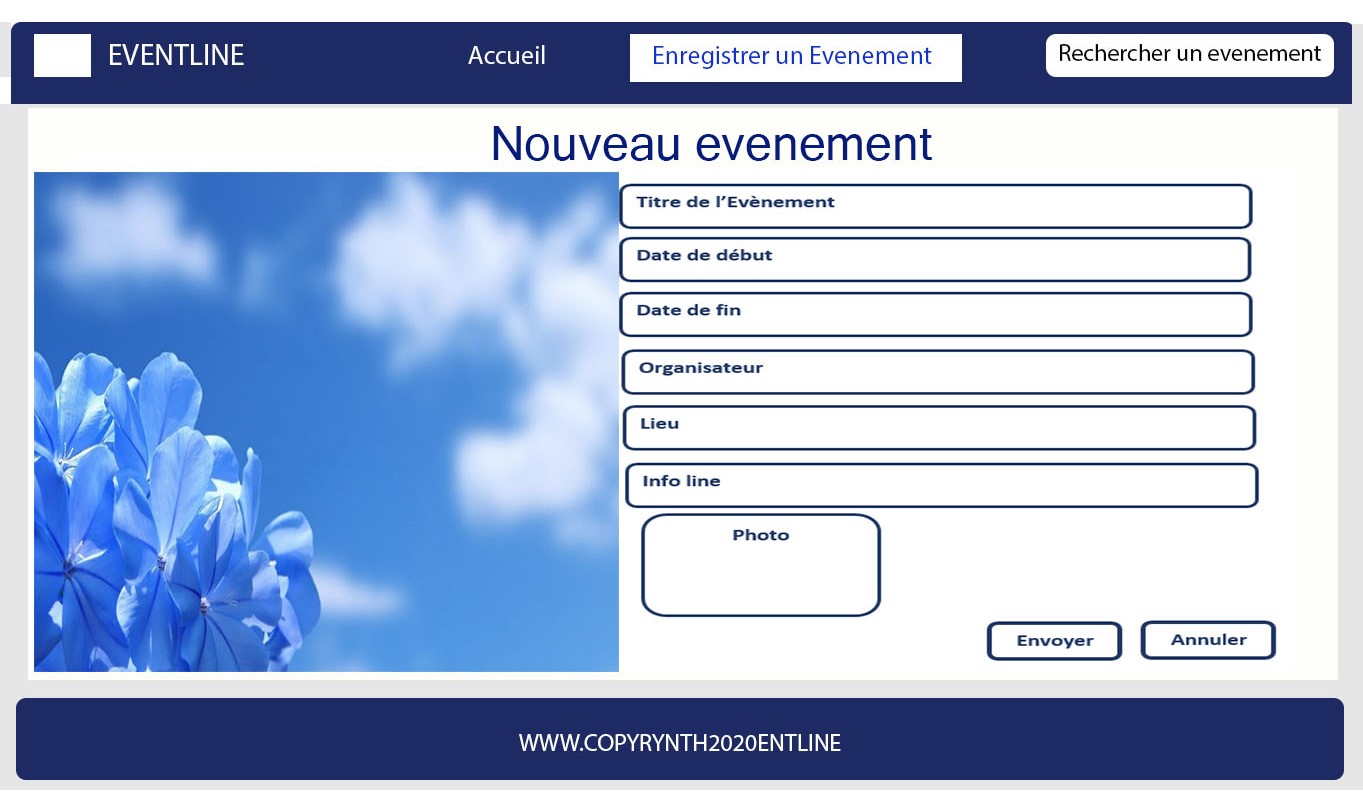 EVENTLINE
Accueil
Enregistrer un Evenement
Rechercher un evenement
Nouveau evenement
Titre de l’Evènement
Date de début
Date de fin
Organisateur
Lieu
Info line
Photo
Envoyer
Annuler
WWW.COPYRYNTH2020ENTLINE